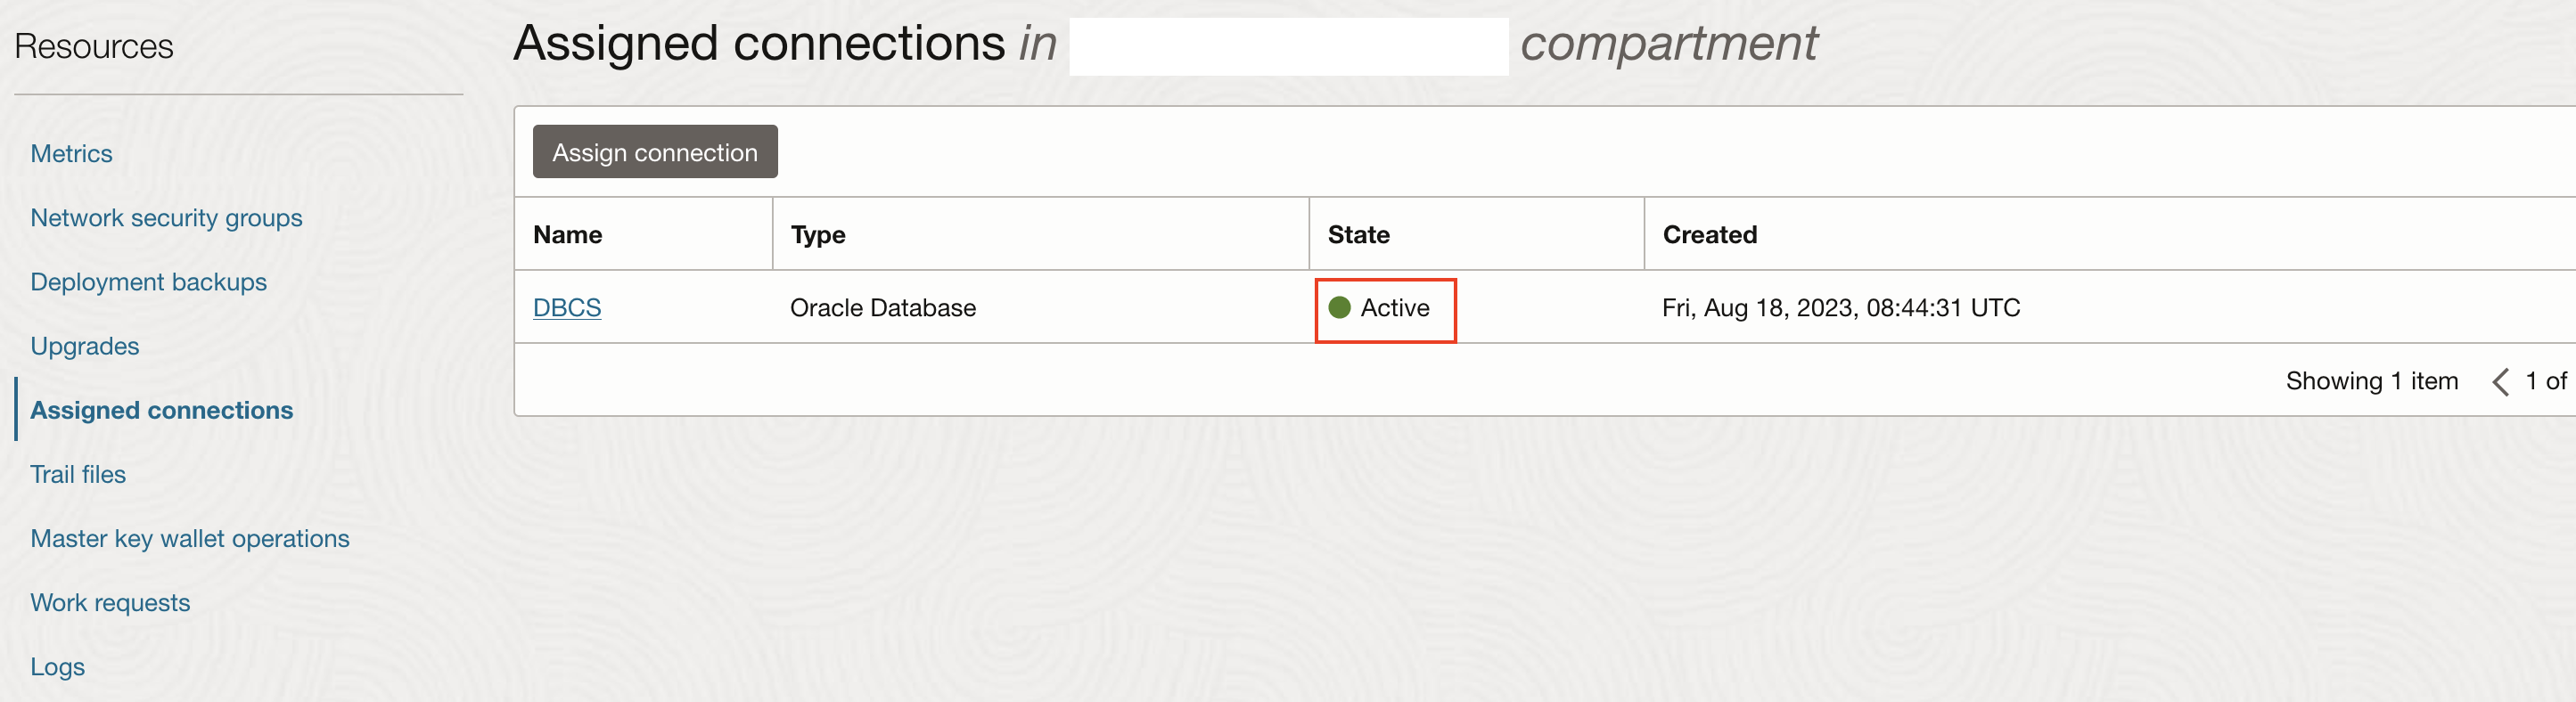 Resources
Metrics
Network security groups
Deployment backups
Upgrades
Assigned connections
Trail files
Master key wallet operations
Work requests
Logs
Assigned connections in compartment
Assign connection
Name Type State Created
DBCS Oracle Database Active Fri, Aug 18, 2023, 08:44:31 UTC
Showing 1 item 1 of